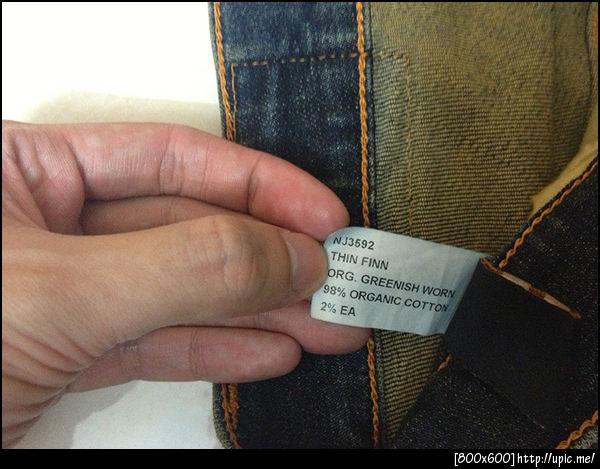 NJ3592
THIN FINN
ORG. GREENISH WORN
98% ORGANIC COTTON
2% EA
[800x600]http://upic.me/